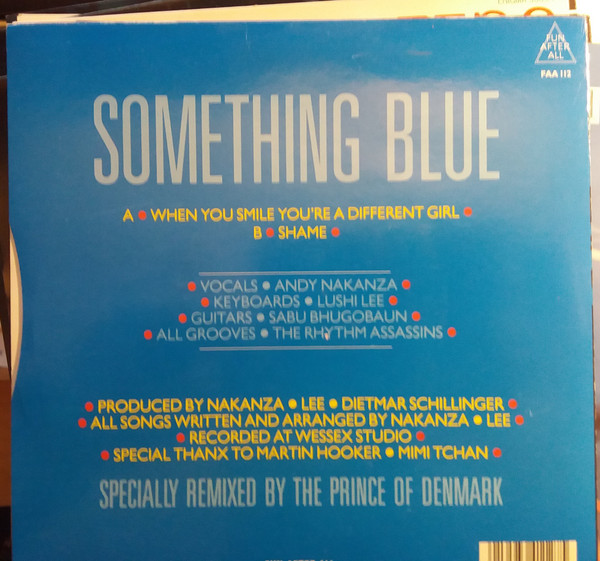 FUN
AFTER
ALL
FAA 112
SOMETHING BLUE
A • WHEN YOU SMILE YOU'RE A DIFFERENT GIRL •
B • SHAME •
• VOCALS • ANDY NAKANZA •
• KEYBOARDS • LUSHI LEE •
• GUITARS • SABU BHUGOBAUN •
• ALL GROOVES • THE RHYTHM ASSASSINS •
• PRODUCED BY NAKANZA • LEE • DIETMAR SCHILLINGER •
• ALL SONGS WRITTEN AND ARRANGED BY NAKANZA • LEE •
• RECORDED AT WESSEX STUDIO •
• SPECIAL THANX TO MARTIN HOOKER • MIMI TCHAN •
SPECIALLY REMIXED BY THE PRINCE OF DENMARK